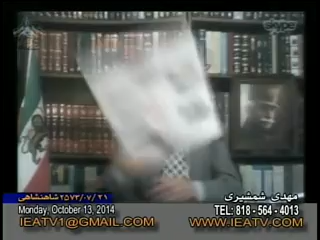 ۲۵۷۳/۰۷/۲۱ شاهنشاهی
مهدی شمشیری
Monday, October 13, 2014
TEL: 818 - 564 - 4013
IEATV1@GMAIL.COM
WWW.IEATV.COM